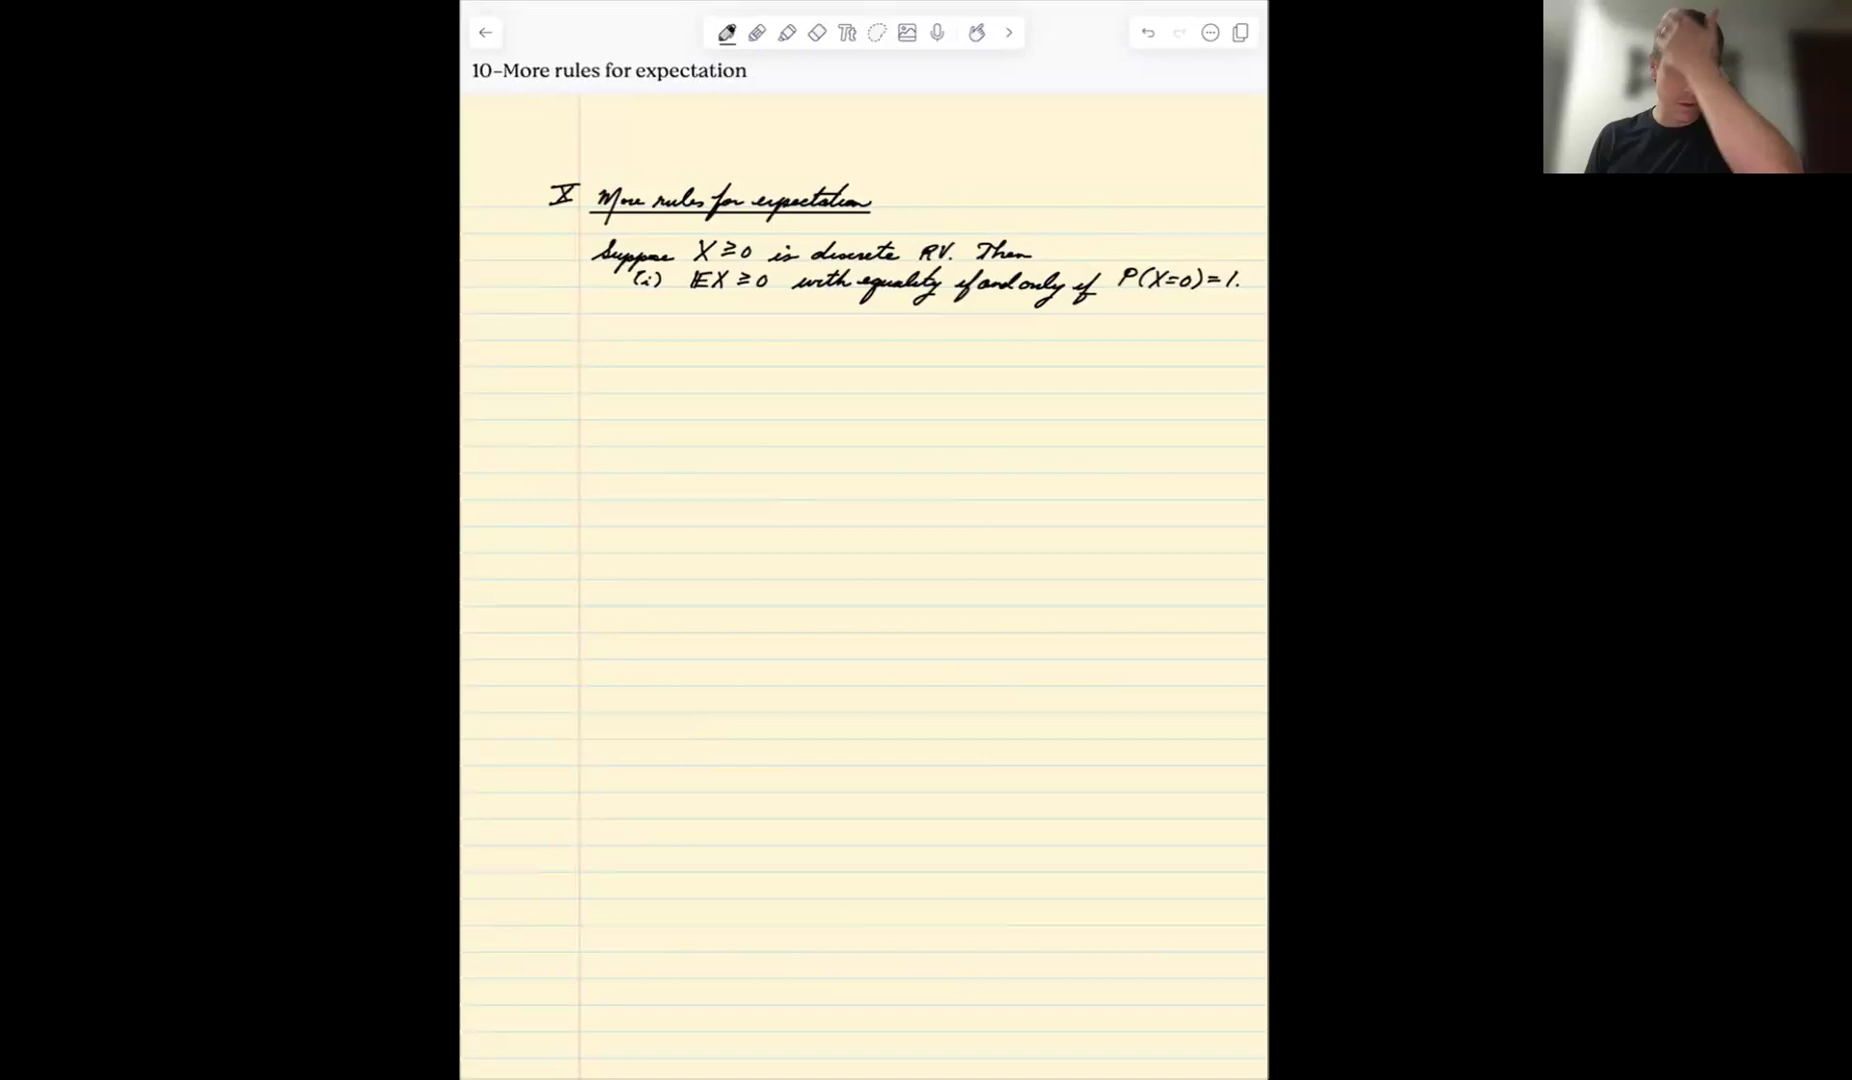 10-More rules for expectation
X More rules for expectation
Suppose X ≥ 0 is discrete RV. Then
(i) 𝔼X ≥ 0 with equality if and only if P(X=0)=1.